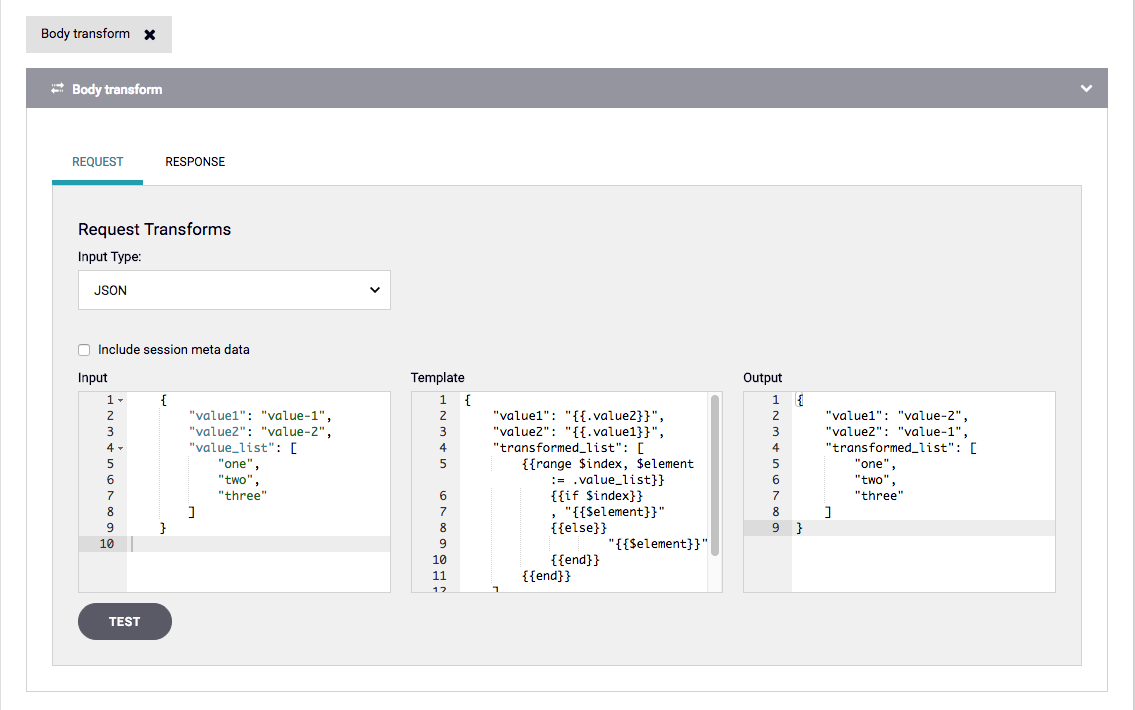 Body transform
Body transform
REQUEST RESPONSE
Request Transforms
Input Type:
JSON
Include session meta data
Input
1 {
2 "value1": "value-1",
3 "value2": "value-2",
4 "value_list": [
5 "one",
6 "two",
7 "three"
8 ]
9 }
10
Template
1 {
2 "value1": "{{.value2}}",
3 "value2": "{{.value1}}",
4 "transformed_list": [
5 {{range $index, $element
:= .value_list}}
6 {{if $index}}
7 , "{{$element}}"
8 {{else}}
9 "{{$element}}"
10 {{end}}
11 {{end}}
12 ]
Output
1 {
2 "value1": "value-2",
3 "value2": "value-1",
4 "transformed_list": [
5 "one",
6 "two",
7 "three"
8 ]
9 }
TEST